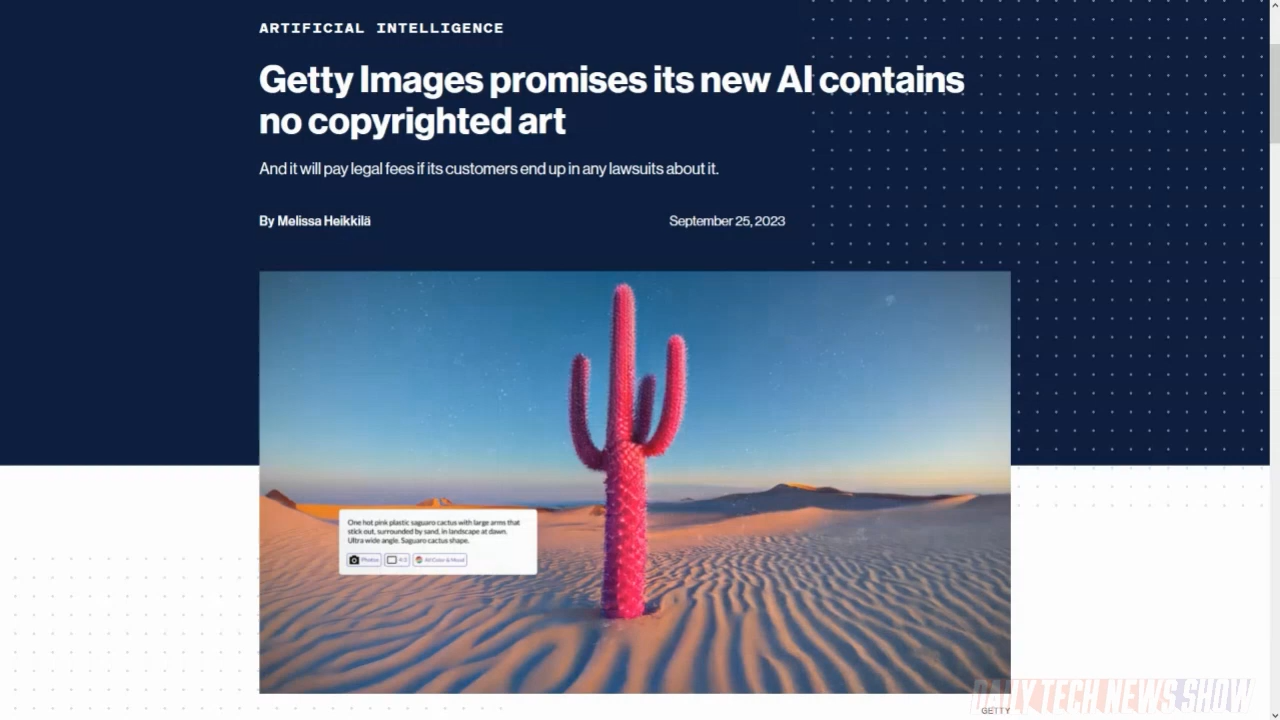 ARTIFICIAL INTELLIGENCE
Getty Images promises its new AI contains
no copyrighted art
And it will pay legal fees if its customers end up in any lawsuits about it.
By Melissa Heikkilä
September 25, 2023
One hot pink plastic saguaro cactus with large arms that
stick out, surrounded by sand, in landscape at dawn.
Ultra wide angle. Saguaro cactus shape.
Photos
Color & Mood
GETTY
DAILY TECH NEWS SHOW